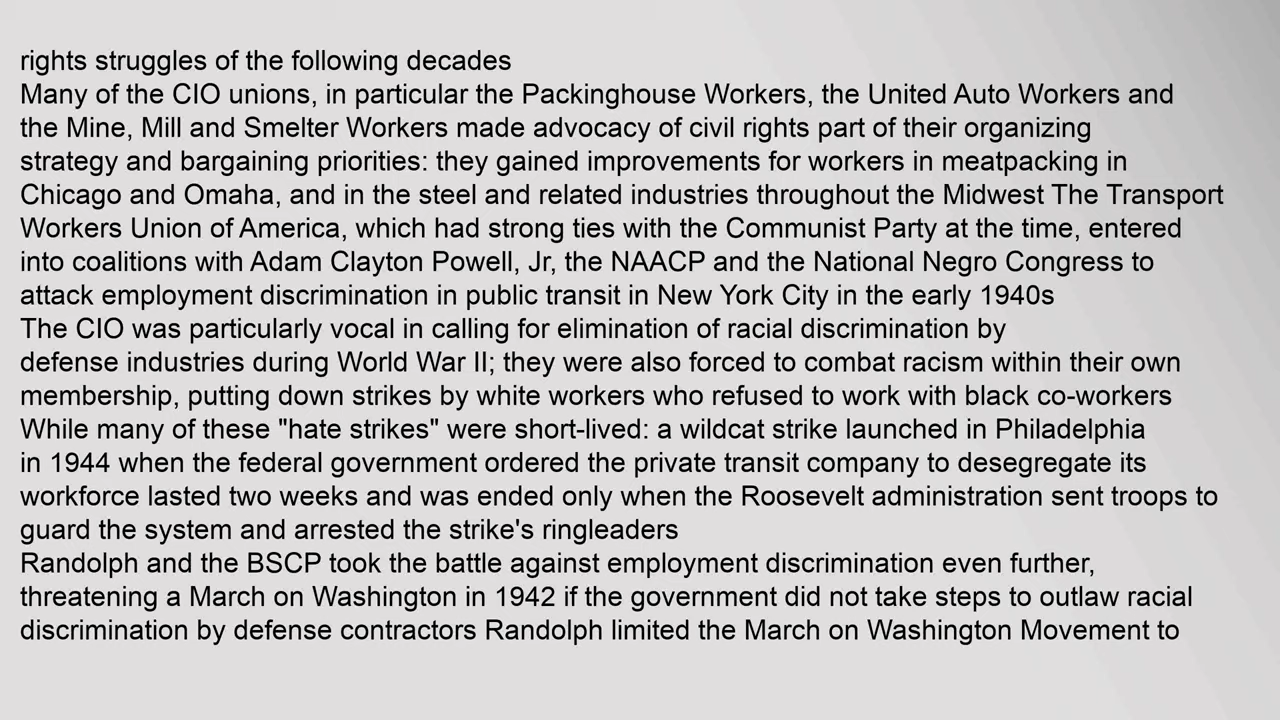 rights struggles of the following decades
Many of the CIO unions, in particular the Packinghouse Workers, the United Auto Workers and
the Mine, Mill and Smelter Workers made advocacy of civil rights part of their organizing
strategy and bargaining priorities: they gained improvements for workers in meatpacking in
Chicago and Omaha, and in the steel and related industries throughout the Midwest The Transport
Workers Union of America, which had strong ties with the Communist Party at the time, entered
into coalitions with Adam Clayton Powell, Jr, the NAACP and the National Negro Congress to
attack employment discrimination in public transit in New York City in the early 1940s
The CIO was particularly vocal in calling for elimination of racial discrimination by
defense industries during World War II; they were also forced to combat racism within their own
membership, putting down strikes by white workers who refused to work with black co-workers
While many of these "hate strikes" were short-lived: a wildcat strike launched in Philadelphia
in 1944 when the federal government ordered the private transit company to desegregate its
workforce lasted two weeks and was ended only when the Roosevelt administration sent troops to
guard the system and arrested the strike's ringleaders
Randolph and the BSCP took the battle against employment discrimination even further,
threatening a March on Washington in 1942 if the government did not take steps to outlaw racial
discrimination by defense contractors Randolph limited the March on Washington Movement to